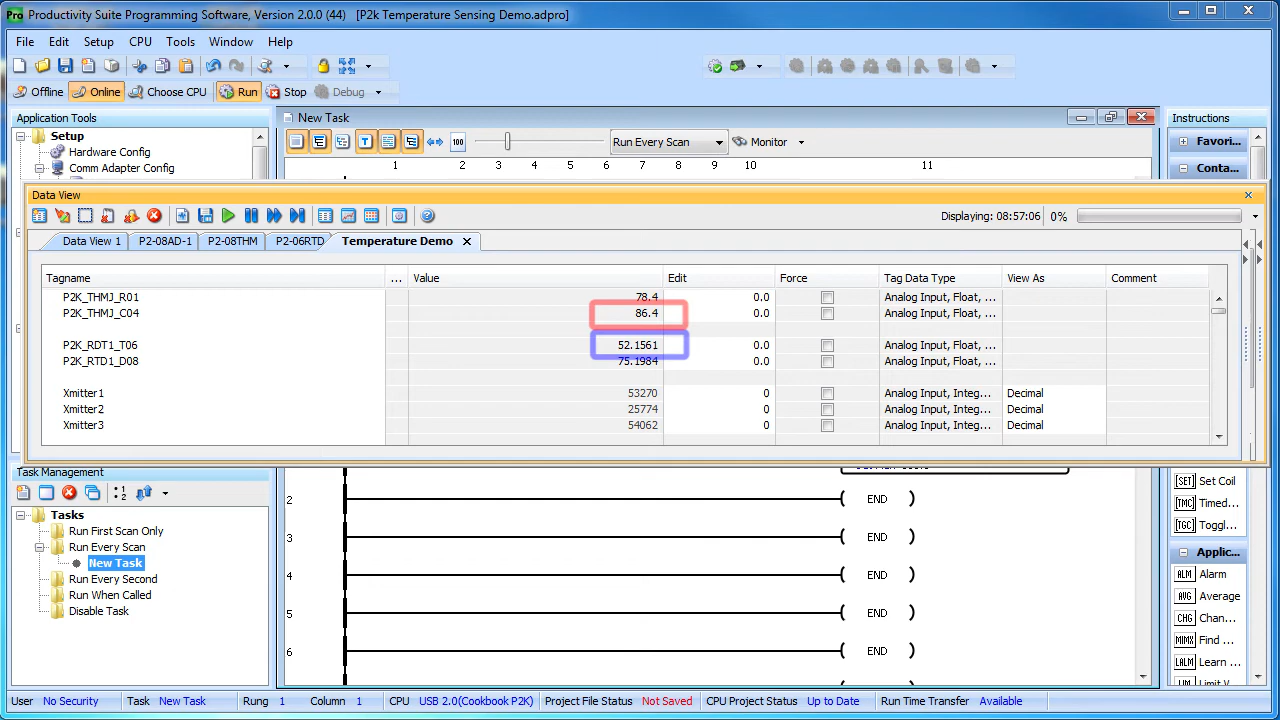 Pro Productivity Suite Programming Software, Version 2.0.0 (44) [P2k Temperature Sensing Demo.adpro]
File Edit Setup CPU Tools Window Help
Offline Online Choose CPU Run Stop Debug
Application Tools
Setup
Hardware Config
Comm Adapter Config
New Task
100 Run Every Scan Monitor
1 2 3 4 5 6 7 8 9 10 11
Instructions
Favori...
Conta...
Data View
Displaying: 08:57:06 0%
Data View 1 P2-08AD-1 P2-08THM P2-06RTD Temperature Demo
Tagname ... Value Edit Force Tag Data Type View As Comment
P2K_THMJ_R01 78.4 0.0 Analog Input, Float, ...
P2K_THMJ_C04 86.4 0.0 Analog Input, Float, ...
P2K_RDT1_T06 52.1561 0.0 Analog Input, Float, ...
P2K_RTD1_D08 75.1984 0.0 Analog Input, Float, ...
Xmitter1 53270 0 Analog Input, Integ... Decimal
Xmitter2 25774 0 Analog Input, Integ... Decimal
Xmitter3 54062 0 Analog Input, Integ... Decimal
Task Management
Tasks
Run First Scan Only
Run Every Scan
New Task
Run Every Second
Run When Called
Disable Task
2 END
3 END
4 END
5 END
6 END
[SET] Set Coil
[TMC] Timed...
[TGC] Toggl...
Applic...
ALM Alarm
AVG Average
CHG Chan...
MIMX Find ...
LALM Learn ...
User No Security Task New Task Rung 1 Column 1 CPU USB 2.0(Cookbook P2K) Project File Status Not Saved CPU Project Status Up to Date Run Time Transfer Available